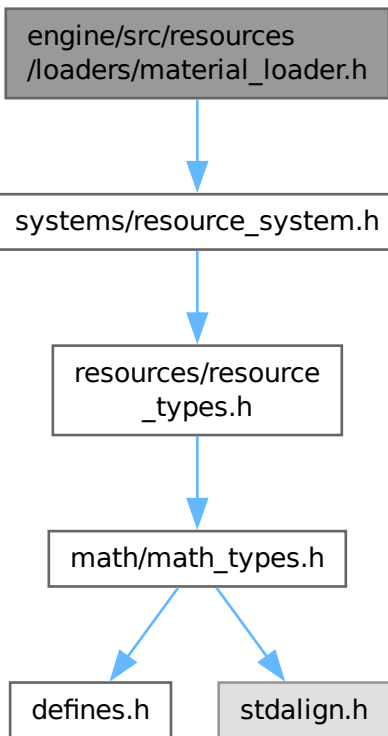 engine/src/resources
/loaders/material_loader.h
systems/resource_system.h
resources/resource
_types.h
math/math_types.h
defines.h
stdalign.h